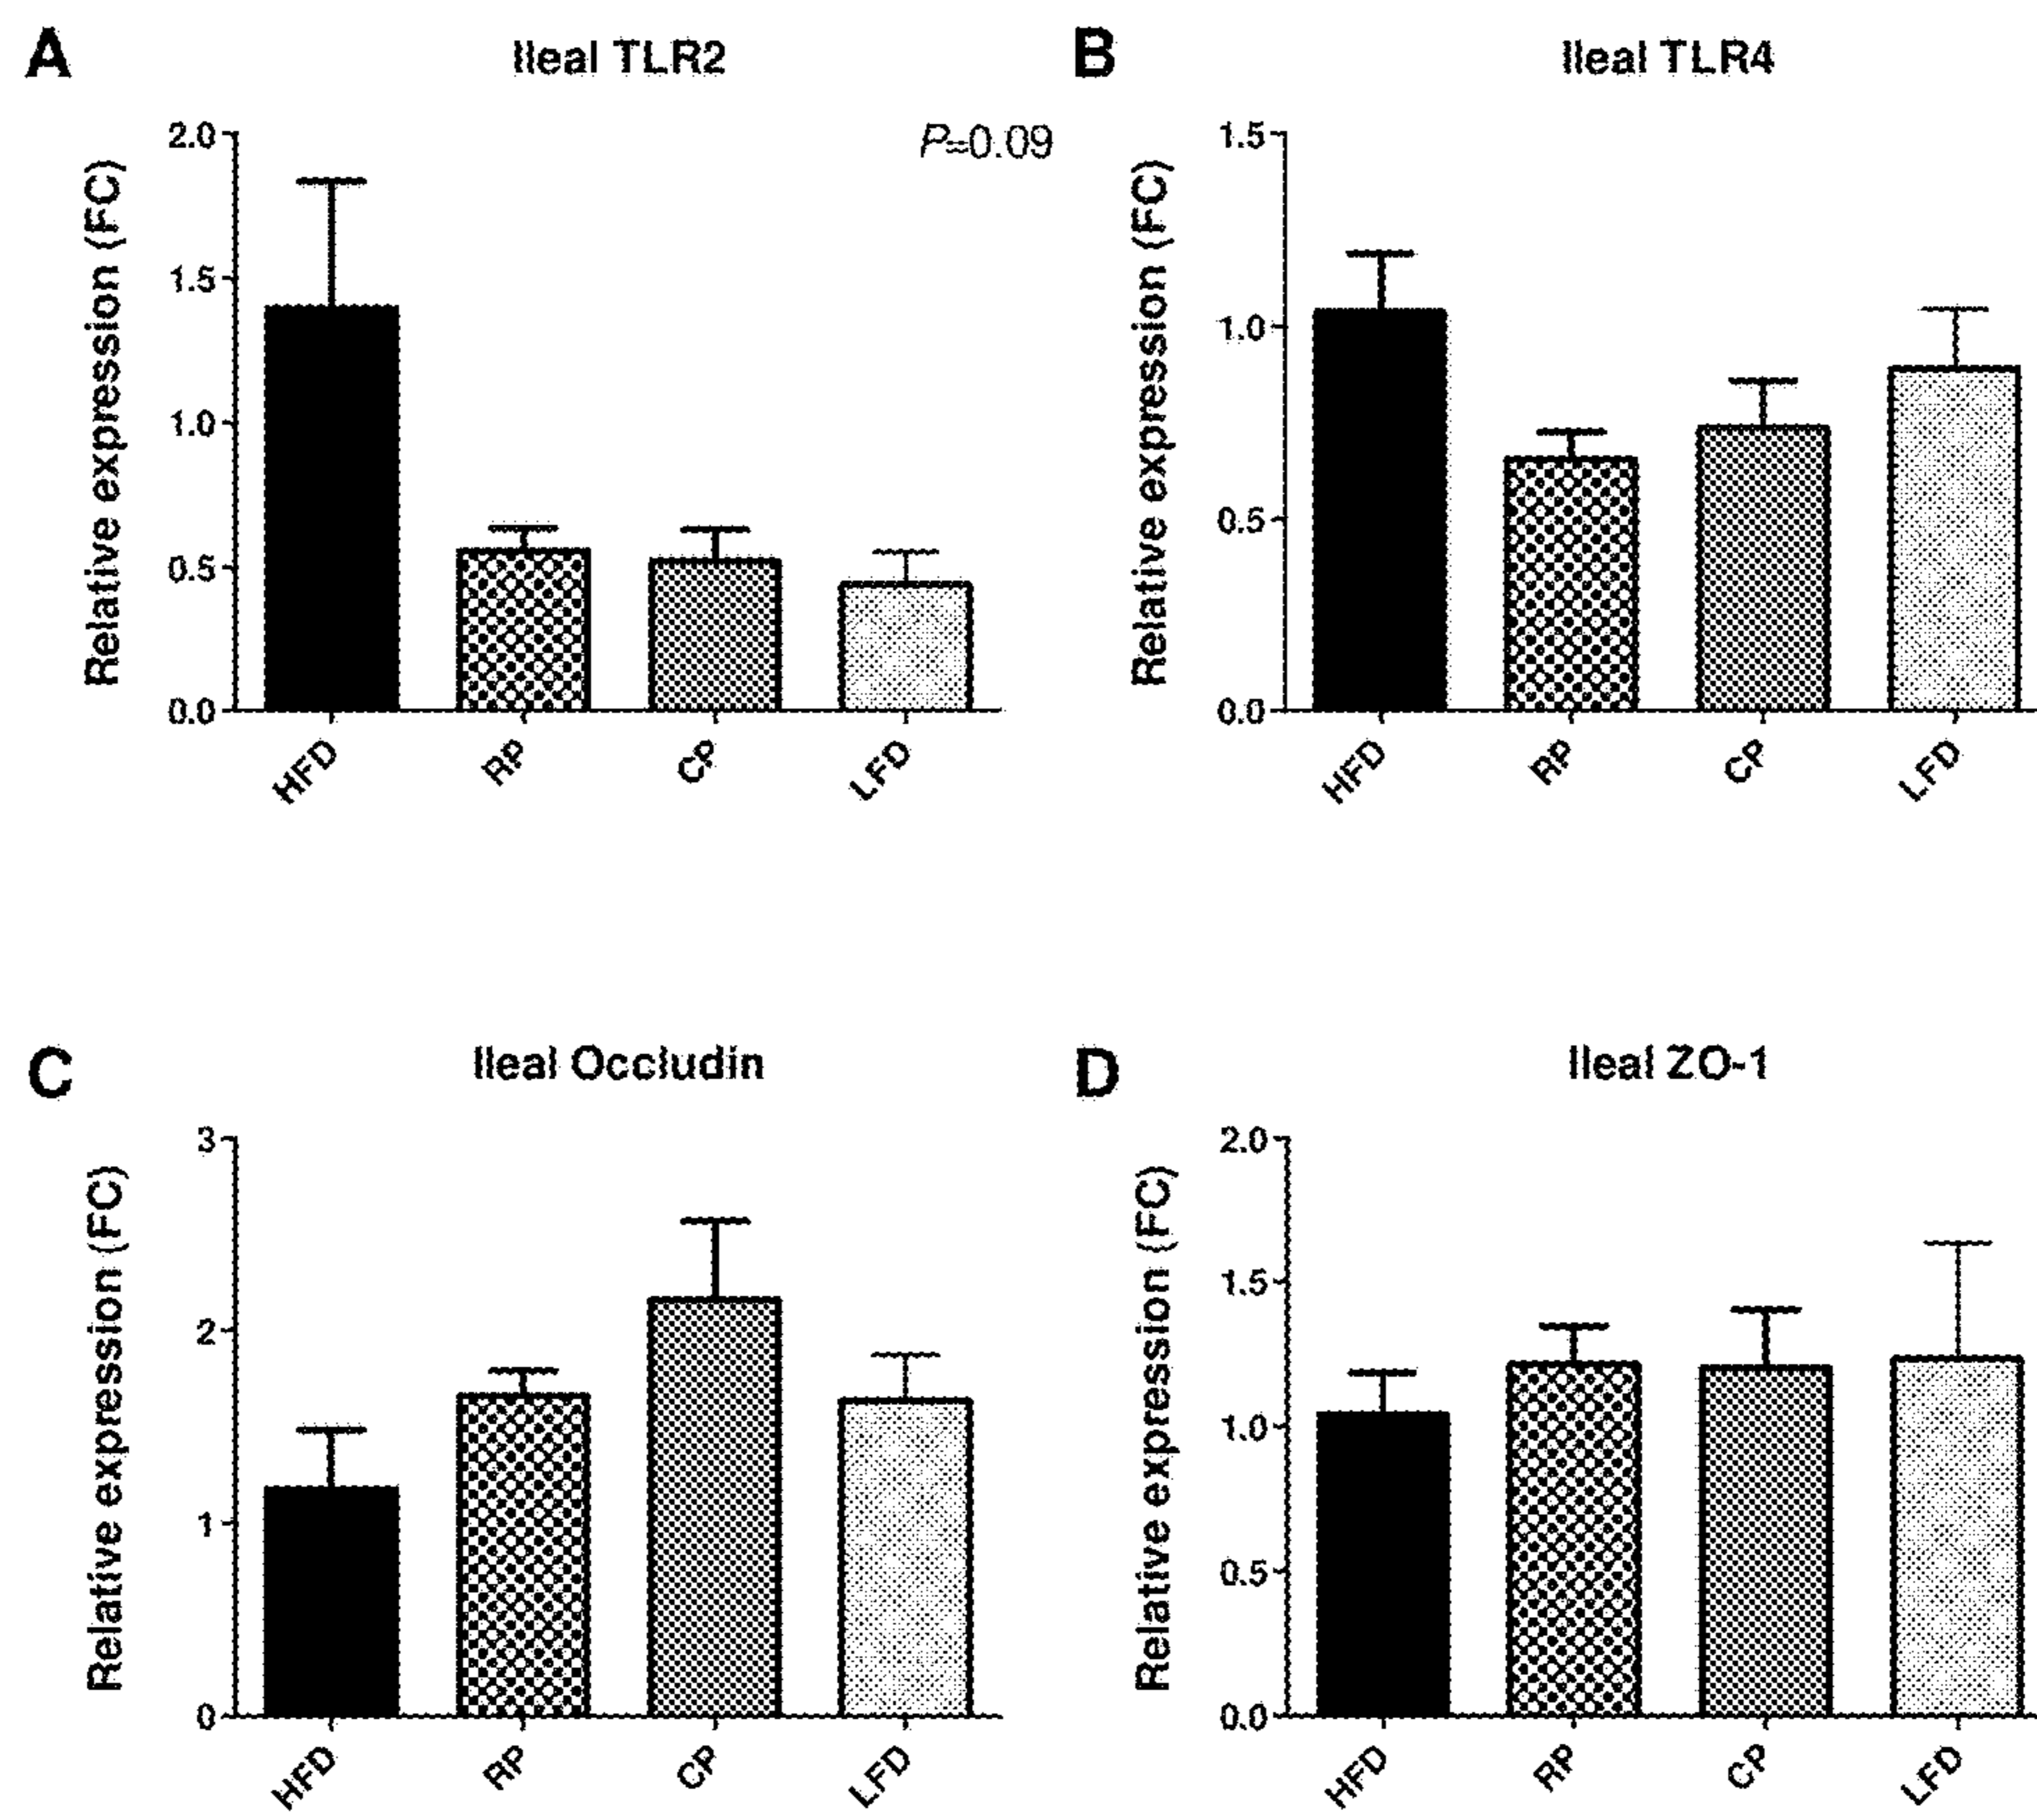 A
Ileal TLR2
P=0.09
Relative expression (FC)
2.0
1.5
1.0
0.5
0.0
HFD
RP
CP
LFD
B
Ileal TLR4
Relative expression (FC)
1.5
1.0
0.5
0.0
HFD
RP
CP
LFD
C
Ileal Occludin
Relative expression (FC)
3
2
1
0
HFD
RP
CP
LFD
D
Ileal ZO-1
Relative expression (FC)
2.0
1.5
1.0
0.5
0.0
HFD
RP
CP
LFD